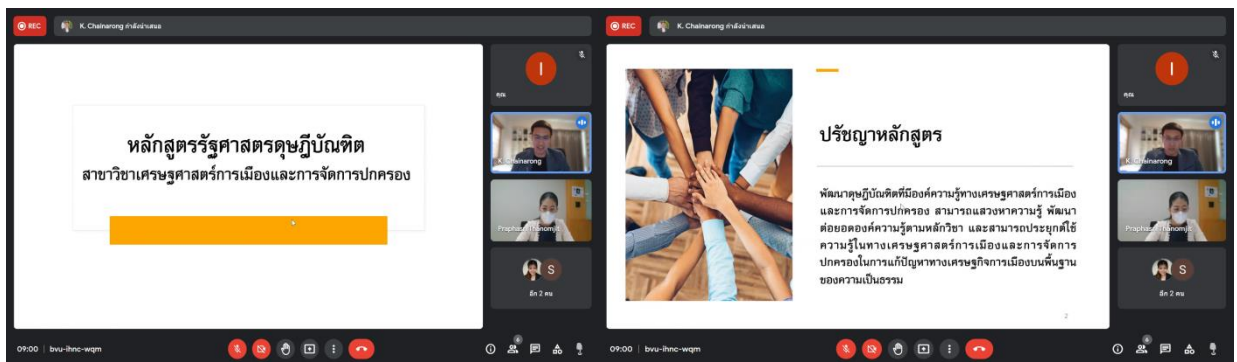 REC
K. Chainarong กำลังนำเสนอ
หลักสูตรรัฐศาสตรดุษฎีบัณฑิต
สาขาวิชาเศรษฐศาสตร์การเมืองและการจัดการปกครอง
I
คุณ
K. Chainarong
S
อีก 2 คน
09:00 | bvu-ihnc-wqm
6
REC
K. Chainarong กำลังนำเสนอ
ปรัชญาหลักสูตร
พัฒนาดุษฎีบัณฑิตที่มีองค์ความรู้ทางเศรษฐศาสตร์การเมือง
และการจัดการปกครอง สามารถแสวงหาความรู้ พัฒนา
ต่อยอดองค์ความรู้ตามหลักวิชา และสามารถประยุกต์ใช้
ความรู้ในทางเศรษฐศาสตร์การเมืองและการจัดการ
ปกครองในการแก้ปัญหาทางเศรษฐกิจการเมืองบนพื้นฐาน
ของความเป็นธรรม
2
I
คุณ
K. Chainarong
S
อีก 2 คน
09:00 | bvu-ihnc-wqm
6